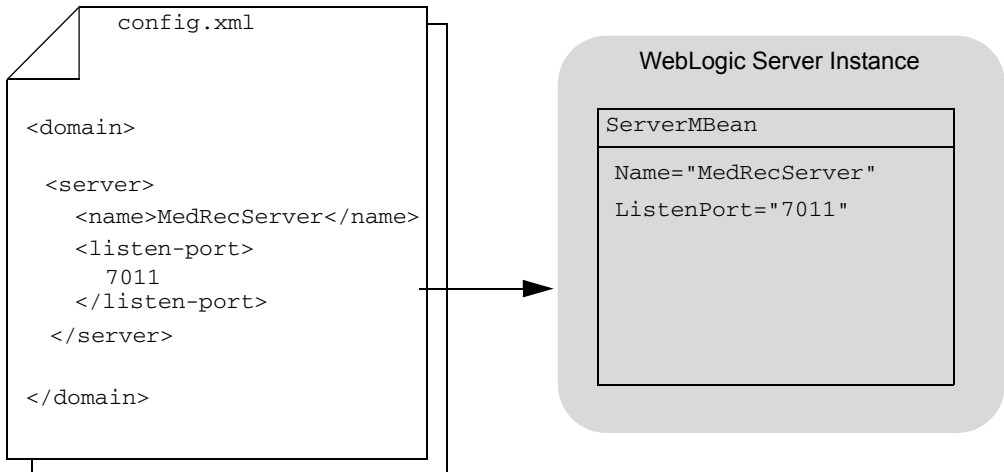 config.xml
<domain>
<server>
<name>MedRecServer</name>
<listen-port>
7011
</listen-port>
</server>
</domain>
WebLogic Server Instance
ServerMBean
Name="MedRecServer"
ListenPort="7011"